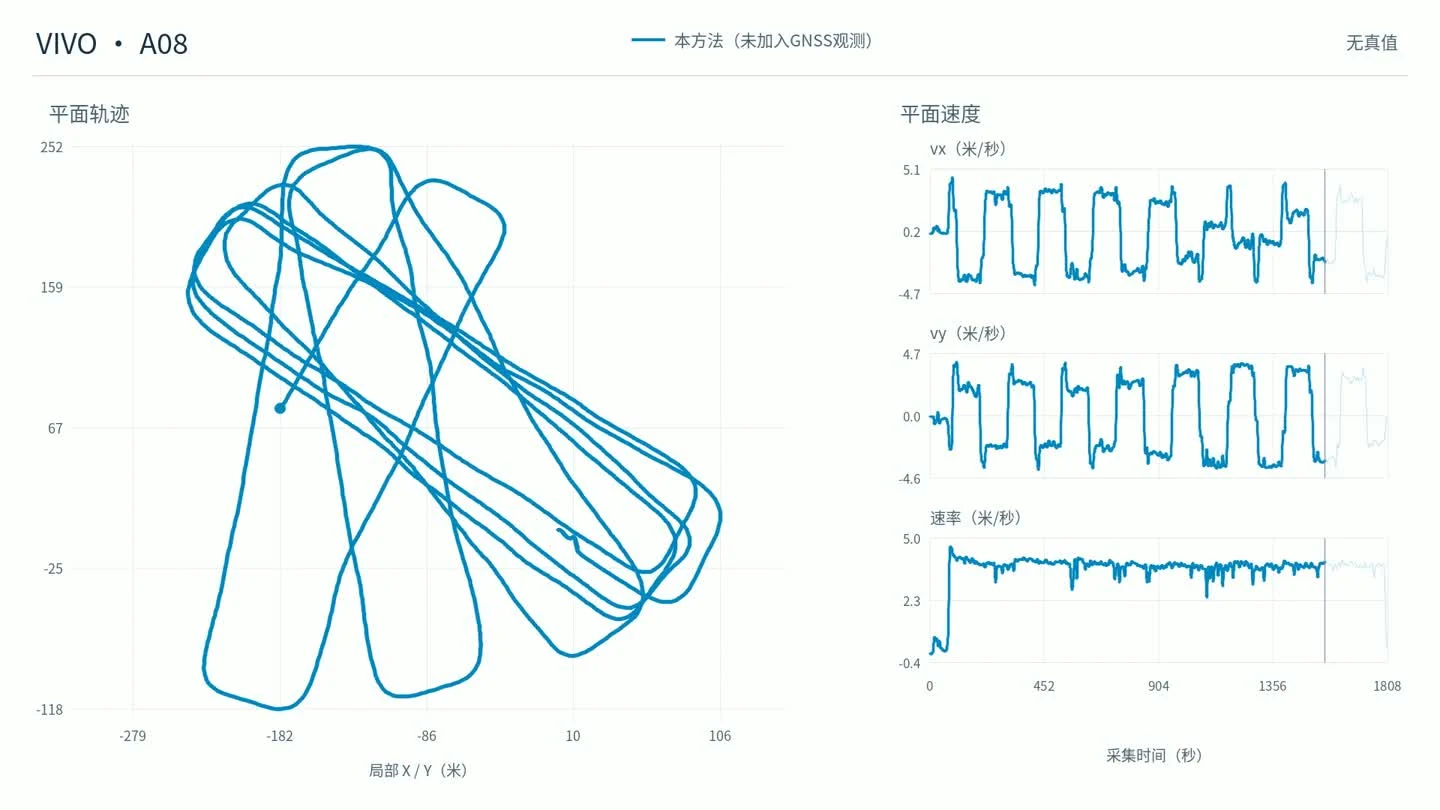 VIVO · A08
本方法（未加入GNSS观测）
无真值
平面轨迹
252
159
67
-25
-118
-279 -182 -86 10 106
局部 X / Y（米）
平面速度
vx（米/秒）
5.1
0.2
-4.7
vy（米/秒）
4.7
0.0
-4.6
速率（米/秒）
5.0
2.3
-0.4
0 452 904 1356 1808
采集时间（秒）